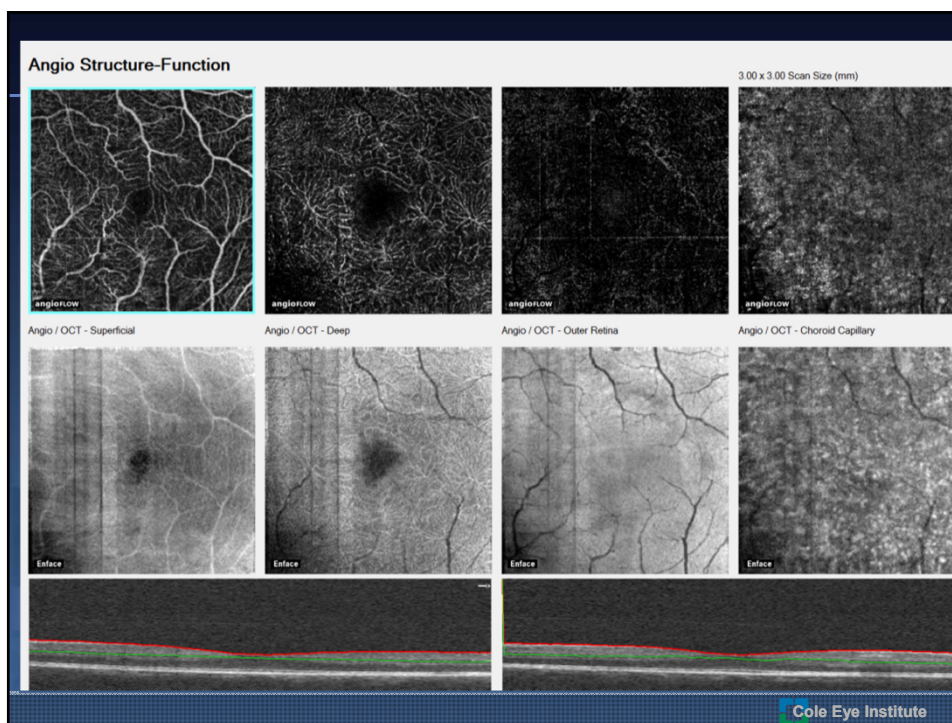 Angio Structure-Function
3.00 x 3.00 Scan Size (mm)
angioFLOW
angioFLOW
angioFLOW
angioFLOW
Angio / OCT - Superficial
Angio / OCT - Deep
Angio / OCT - Outer Retina
Angio / OCT - Choroid Capillary
Enface
Enface
Enface
Enface
Cole Eye Institute